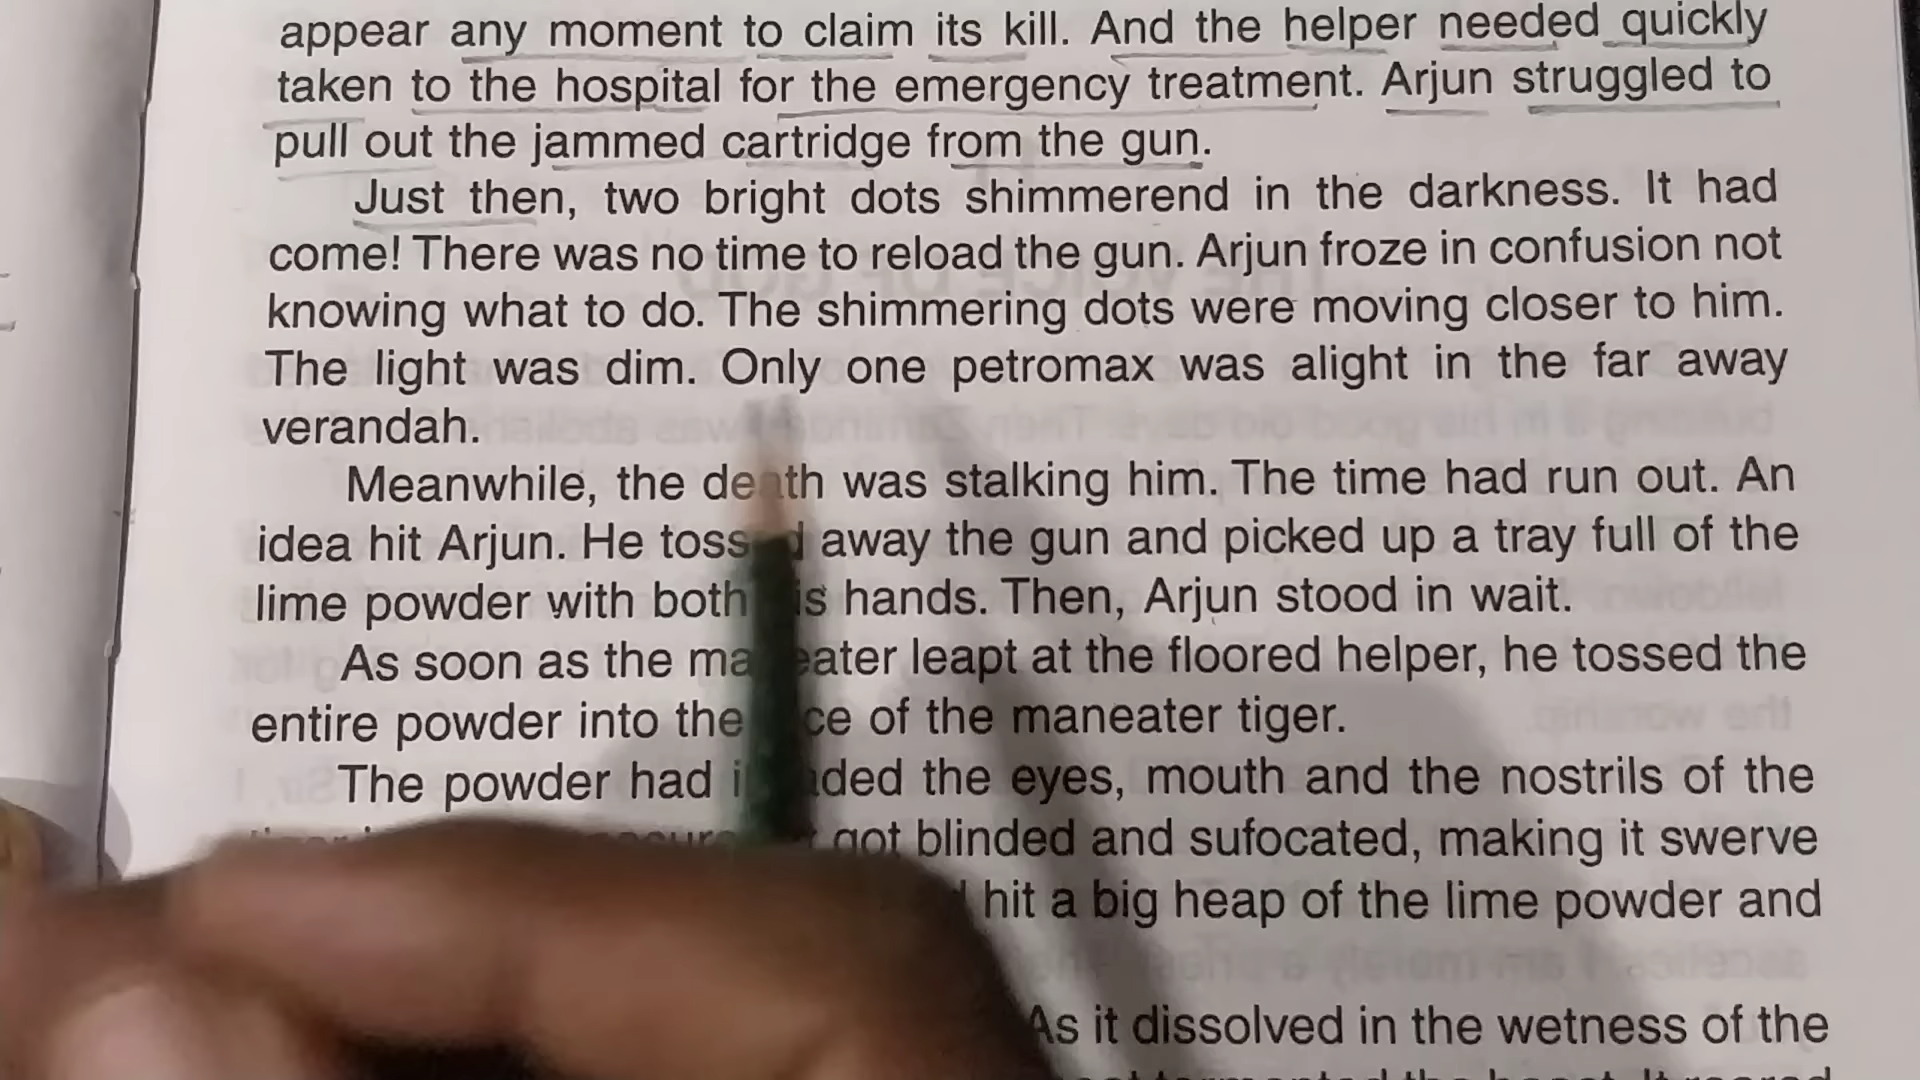 appear any moment to claim its kill. And the helper needed quickly
taken to the hospital for the emergency treatment. Arjun struggled to
pull out the jammed cartridge from the gun.
Just then, two bright dots shimmerend in the darkness. It had
come! There was no time to reload the gun. Arjun froze in confusion not
knowing what to do. The shimmering dots were moving closer to him.
The light was dim. Only one petromax was alight in the far away
verandah.
Meanwhile, the death was stalking him. The time had run out. An
idea hit Arjun. He tossed away the gun and picked up a tray full of the
lime powder with both his hands. Then, Arjun stood in wait.
As soon as the maneater leapt at the floored helper, he tossed the
entire powder into the face of the maneater tiger.
The powder had the eyes, mouth and the nostrils of the
got blinded and sufocated, making it swerve
hit a big heap of the lime powder and
As it dissolved in the wetness of the
tormented the beast. It roared